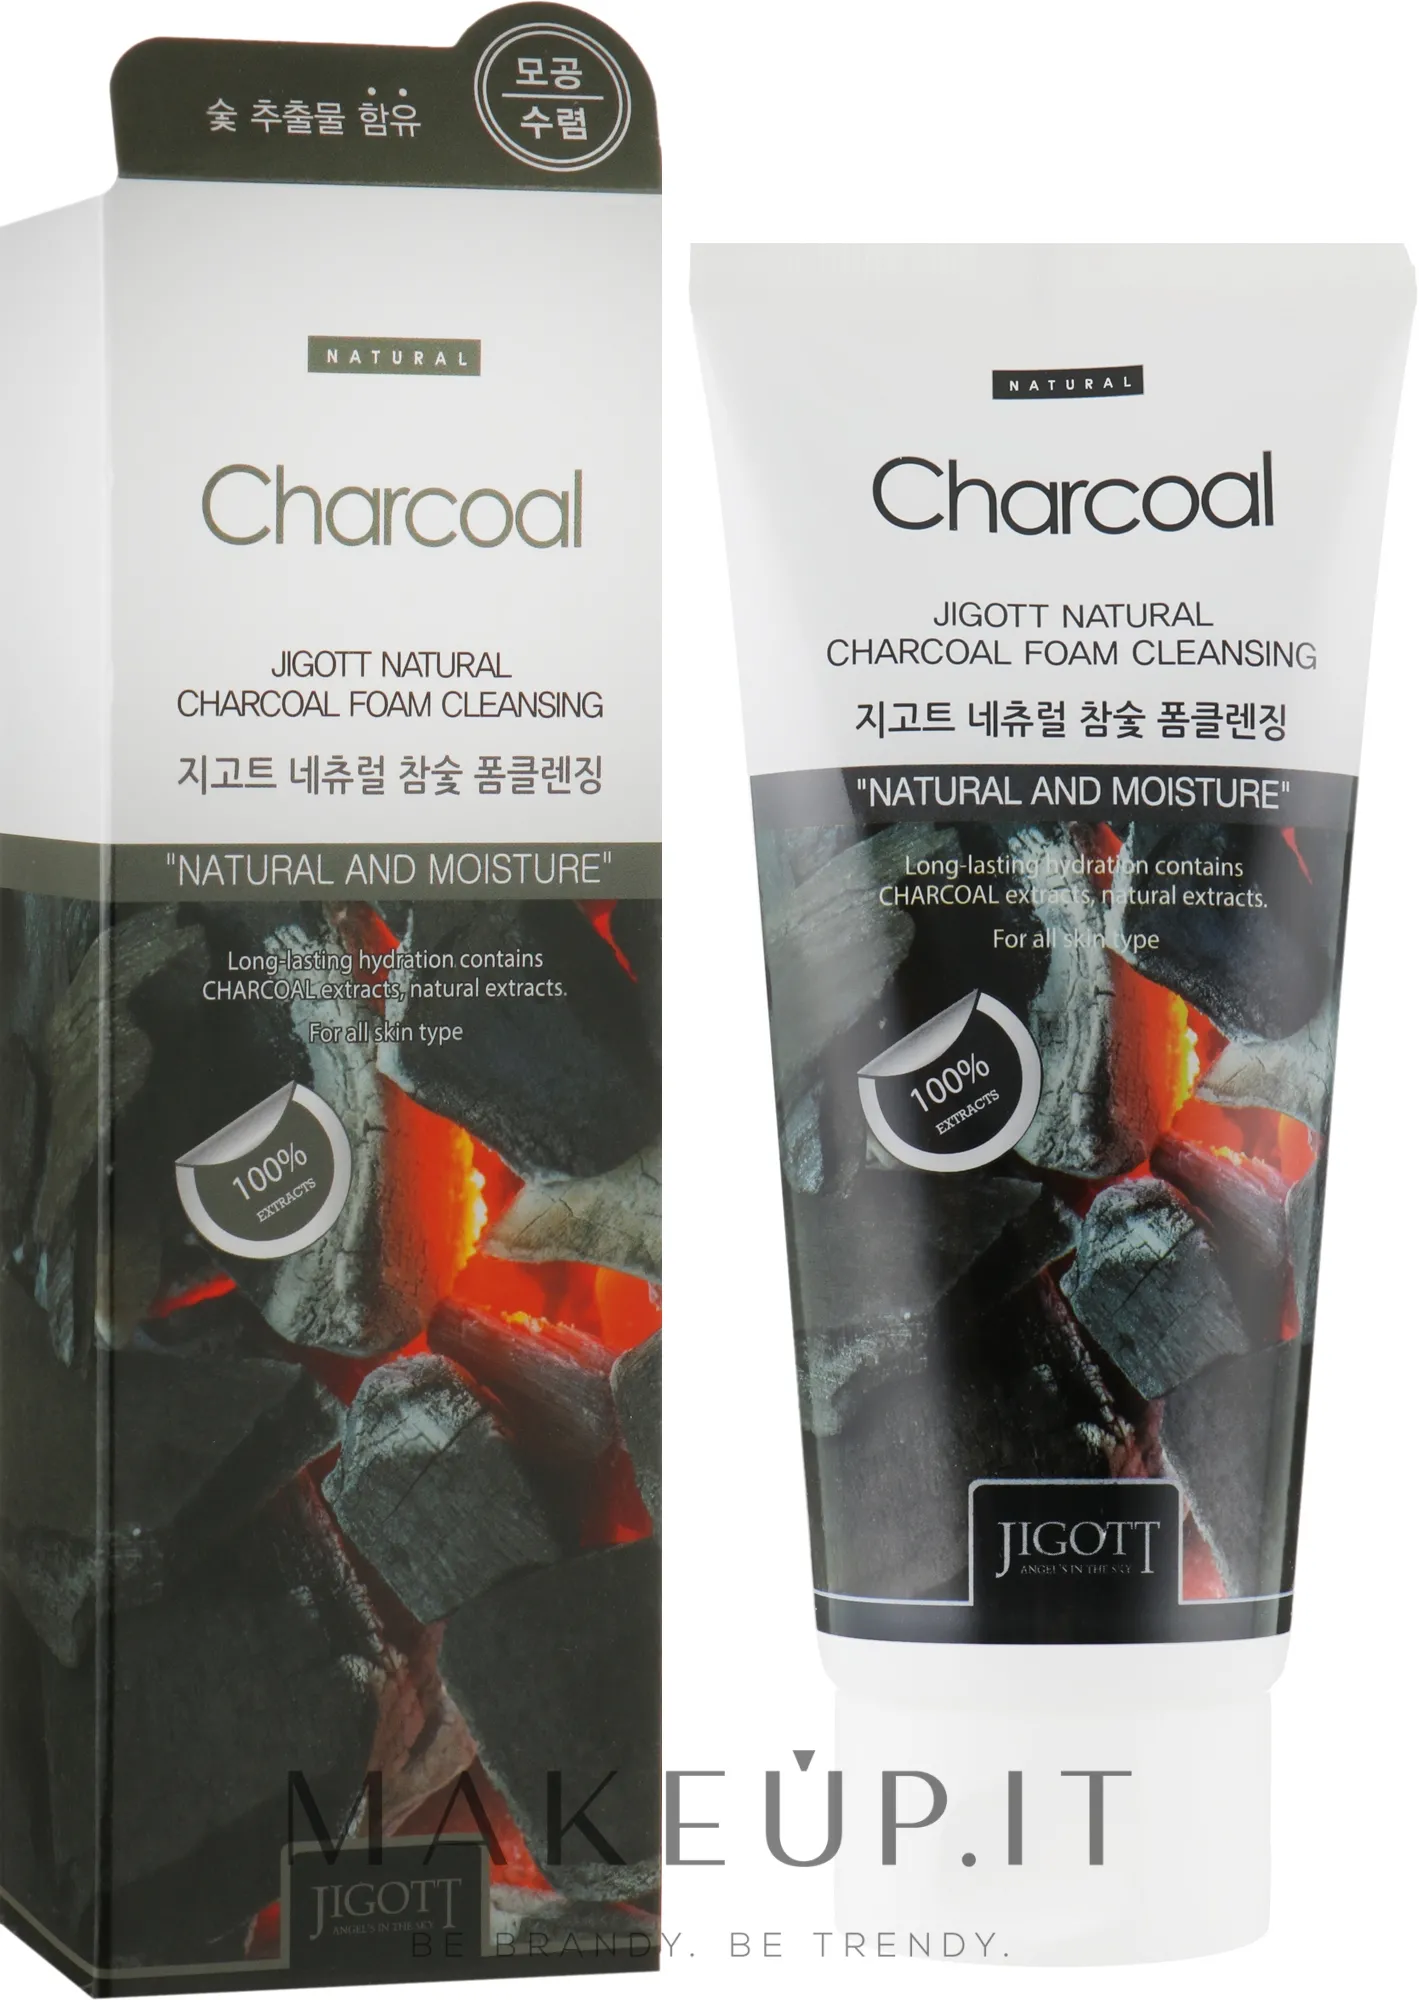 숯 추출물 함유
모공
수렴
NATURAL
Charcoal
JIGOTT NATURAL
CHARCOAL FOAM CLEANSING
지고트 네츄럴 참숯 폼클렌징
"NATURAL AND MOISTURE"
Long-lasting hydration contains
CHARCOAL extracts, natural extracts.
For all skin type
100%
EXTRACTS
JIGOTT
ANGEL'S IN THE SKY
NATURAL
Charcoal
JIGOTT NATURAL
CHARCOAL FOAM CLEANSING
지고트 네츄럴 참숯 폼클렌징
"NATURAL AND MOISTURE"
Long-lasting hydration contains
CHARCOAL extracts, natural extracts.
For all skin type
100%
EXTRACTS
JIGOTT
ANGEL'S IN THE SKY
MAKEUP.IT
BE BRANDY. BE TRENDY.